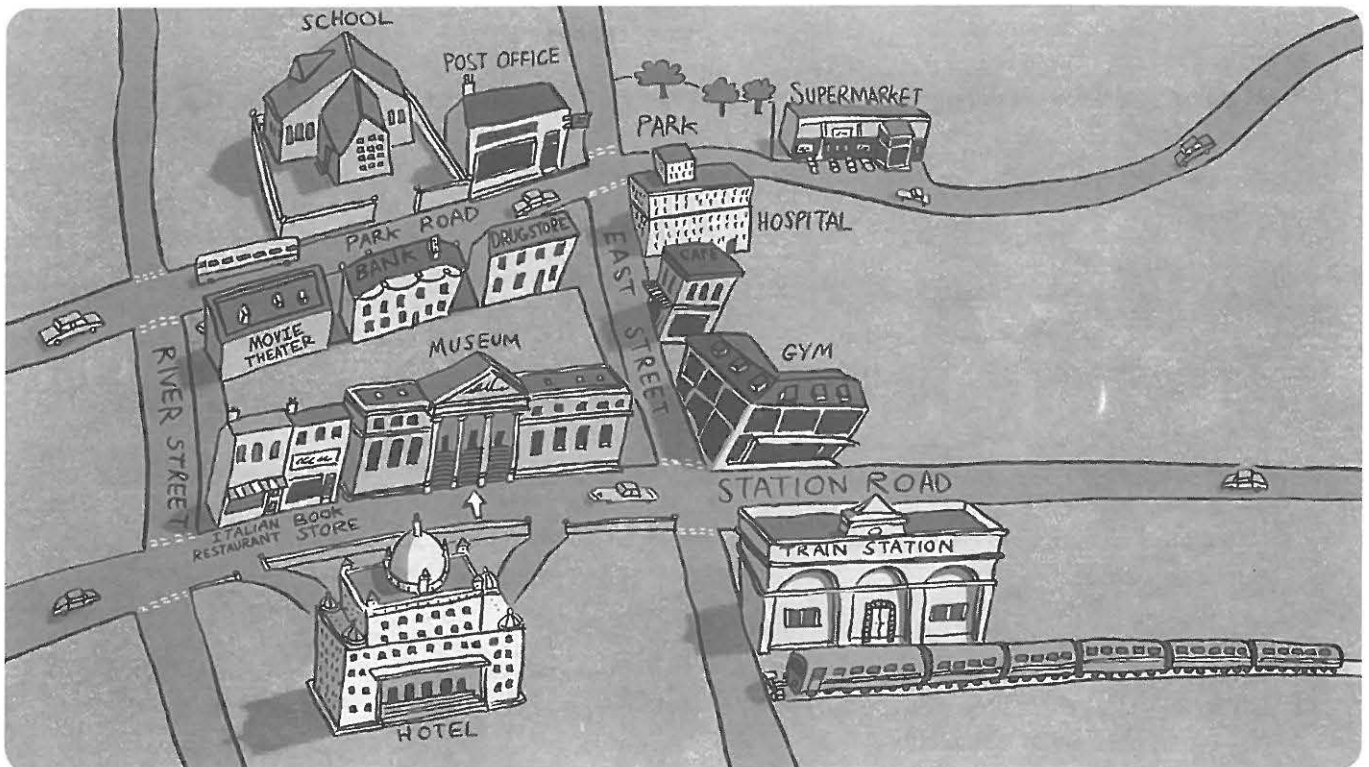 SCHOOL
POST OFFICE
SUPERMARKET
PARK
HOSPITAL
PARK ROAD
DRUGSTORE
BANK
EAST STREET
CAFE
MOVIE
THEATER
MUSEUM
GYM
RIVER STREET
STATION ROAD
ITALIAN
RESTAURANT
BOOK
STORE
TRAIN STATION
HOTEL